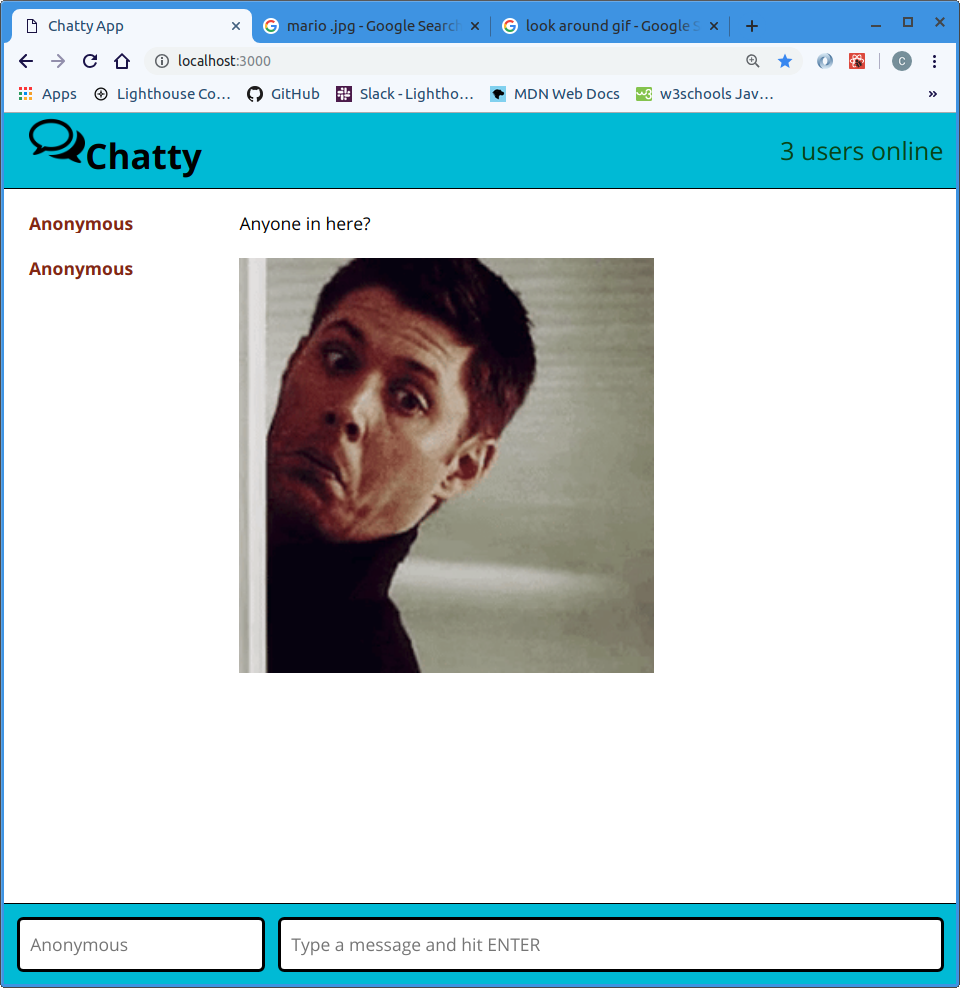 Chatty App
mario .jpg - Google Search
look around gif - Google S
localhost:3000
C
Apps
Lighthouse Co...
GitHub
Slack - Lightho...
MDN Web Docs
w3schools Jav...
»
Chatty
3 users online
Anonymous
Anyone in here?
Anonymous
Anonymous
Type a message and hit ENTER